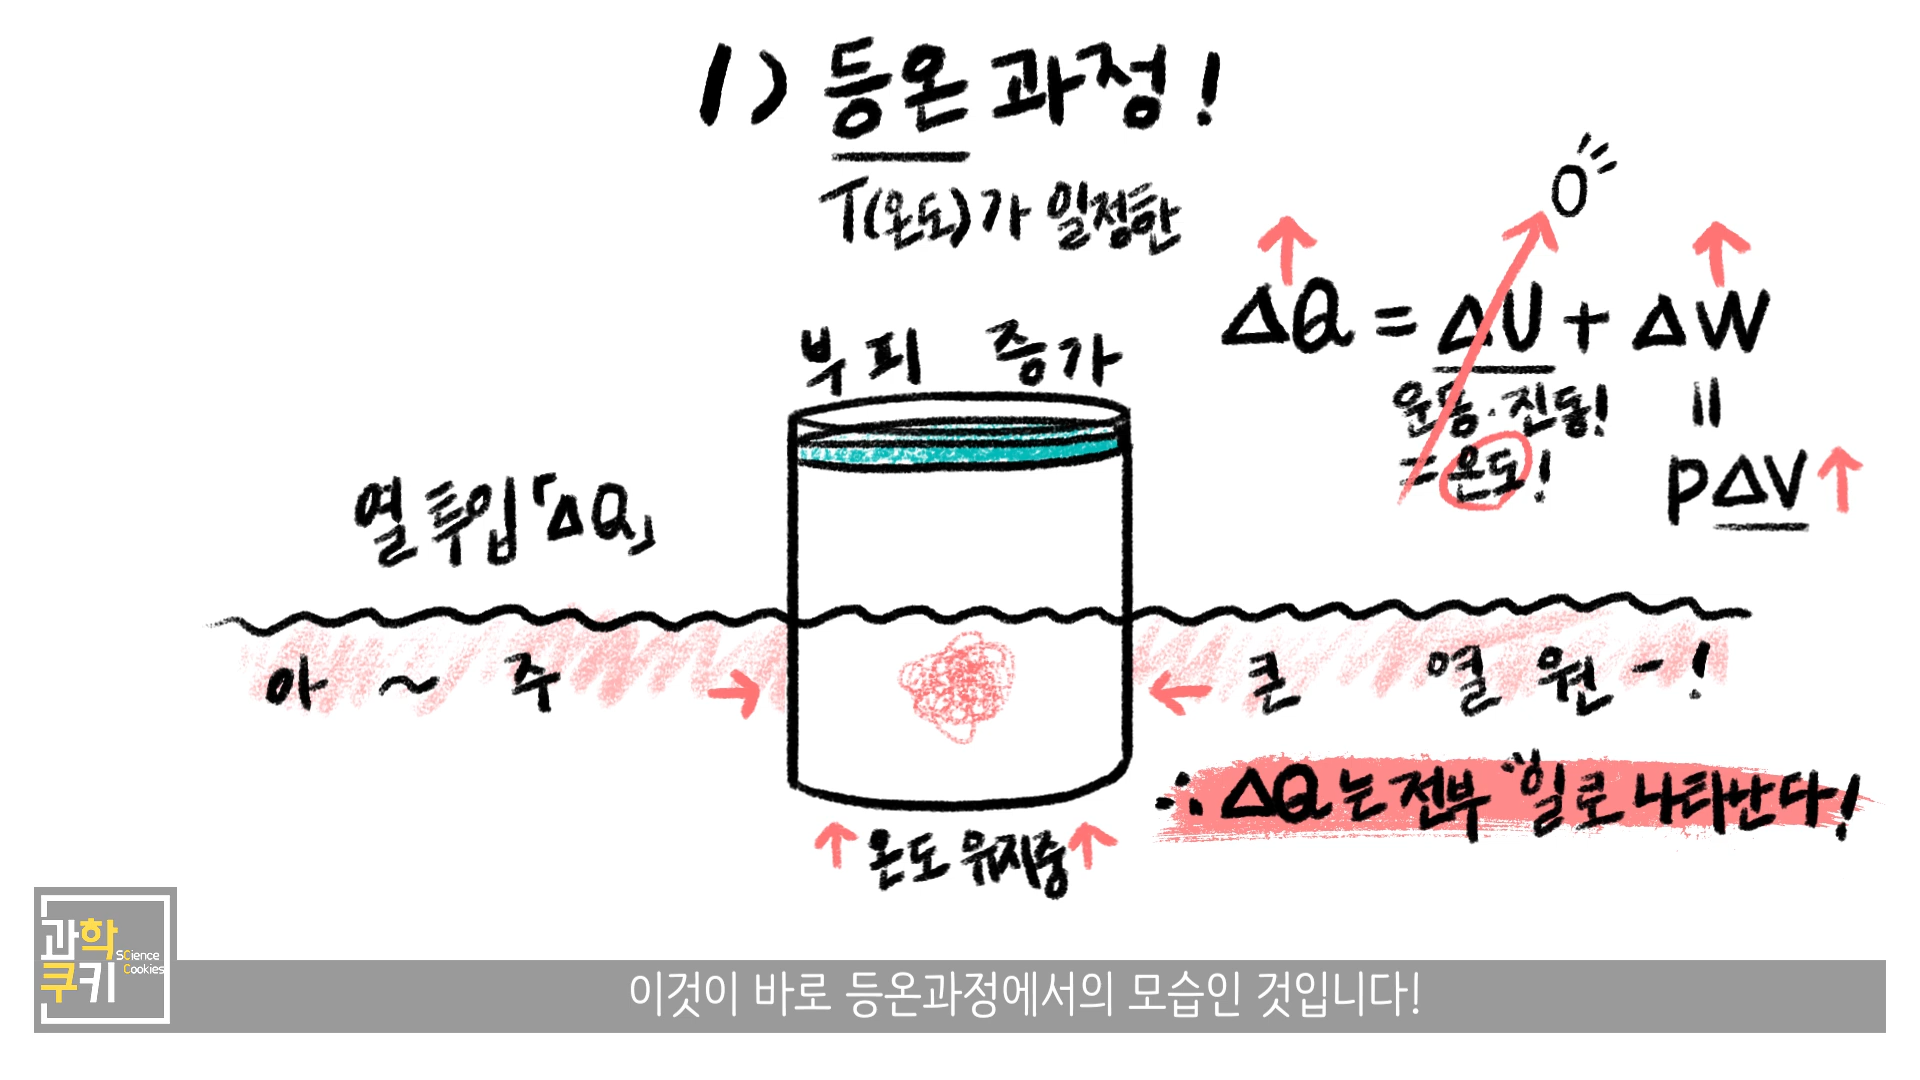 1) 등온 과정!
T(온도)가 일정한
0
ΔQ = ΔU + ΔW
운동·진동!
= 온도!
=
PΔV
부피 증가
열 투입 「ΔQ」
아 ~ 주 큰 열 원 - !
∴ ΔQ는 전부 "일로 나타난다!
온도 유지중
과학쿠키
Science Cookies
이것이 바로 등온과정에서의 모습인 것입니다!